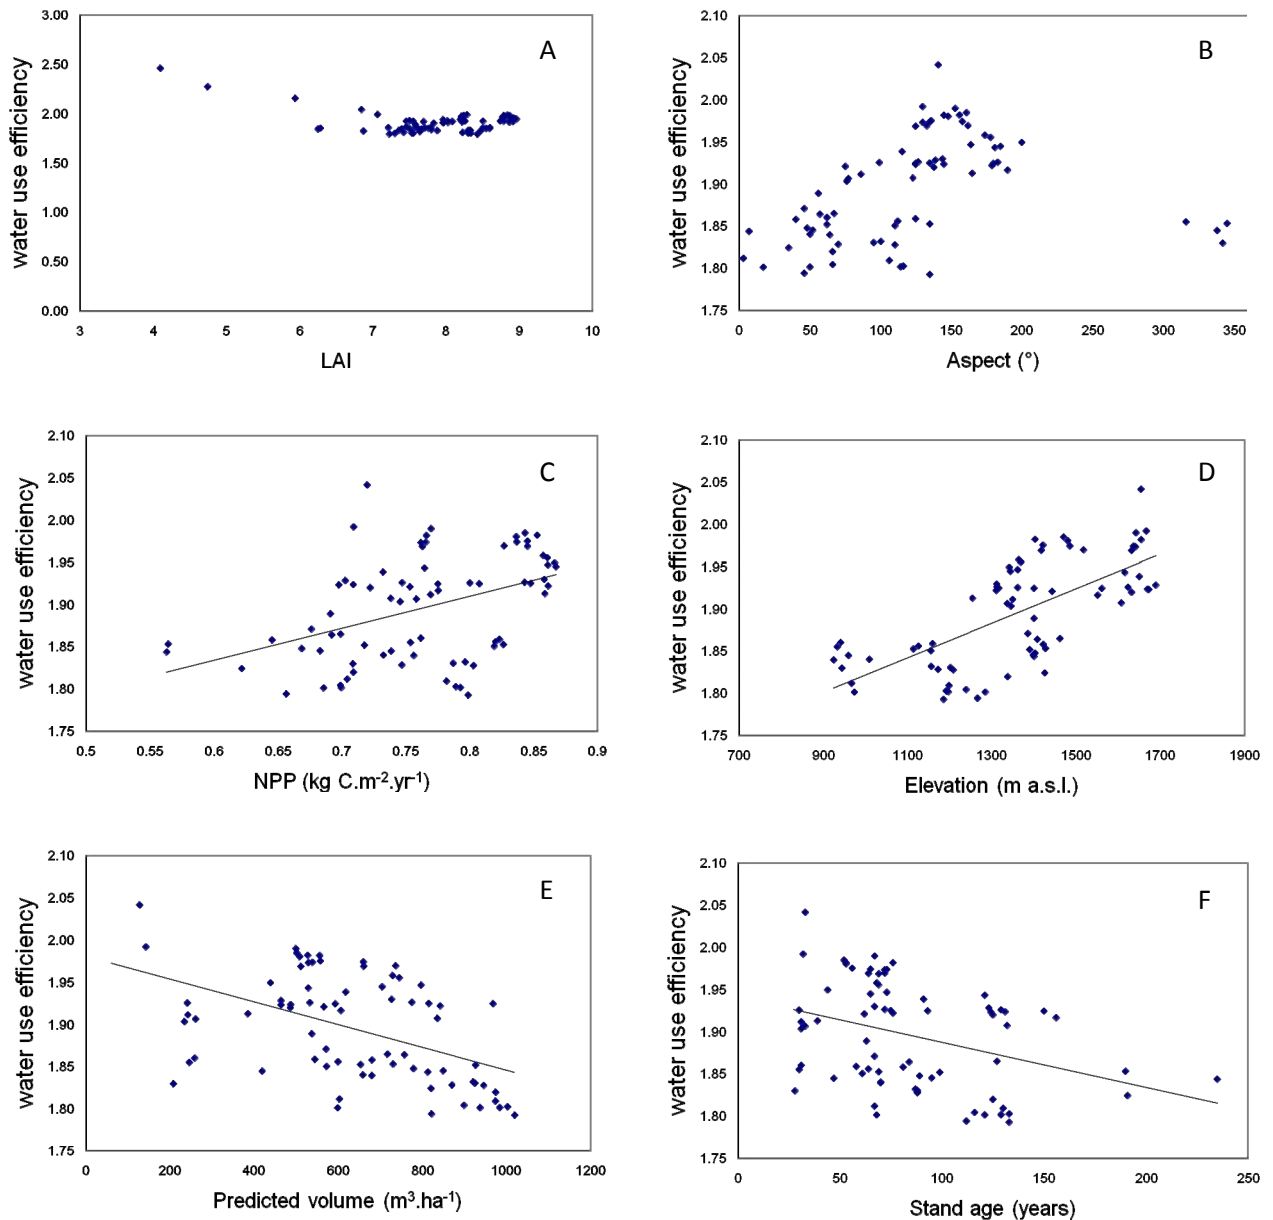 A
3.00
2.50
2.00
1.50
1.00
0.50
0.00
water use efficiency
3 4 5 6 7 8 9 10
LAI
B
2.10
2.05
2.00
1.95
1.90
1.85
1.80
1.75
water use efficiency
0 50 100 150 200 250 300 350
Aspect (°)
C
2.10
2.05
2.00
1.95
1.90
1.85
1.80
1.75
water use efficiency
0.5 0.55 0.6 0.65 0.7 0.75 0.8 0.85 0.9
NPP (kg C.m⁻².yr⁻¹)
D
2.10
2.05
2.00
1.95
1.90
1.85
1.80
1.75
water use efficiency
700 900 1100 1300 1500 1700 1900
Elevation (m a.s.l.)
E
2.10
2.05
2.00
1.95
1.90
1.85
1.80
1.75
water use efficiency
0 200 400 600 800 1000 1200
Predicted volume (m³.ha⁻¹)
F
2.10
2.05
2.00
1.95
1.90
1.85
1.80
1.75
water use efficiency
0 50 100 150 200 250
Stand age (years)